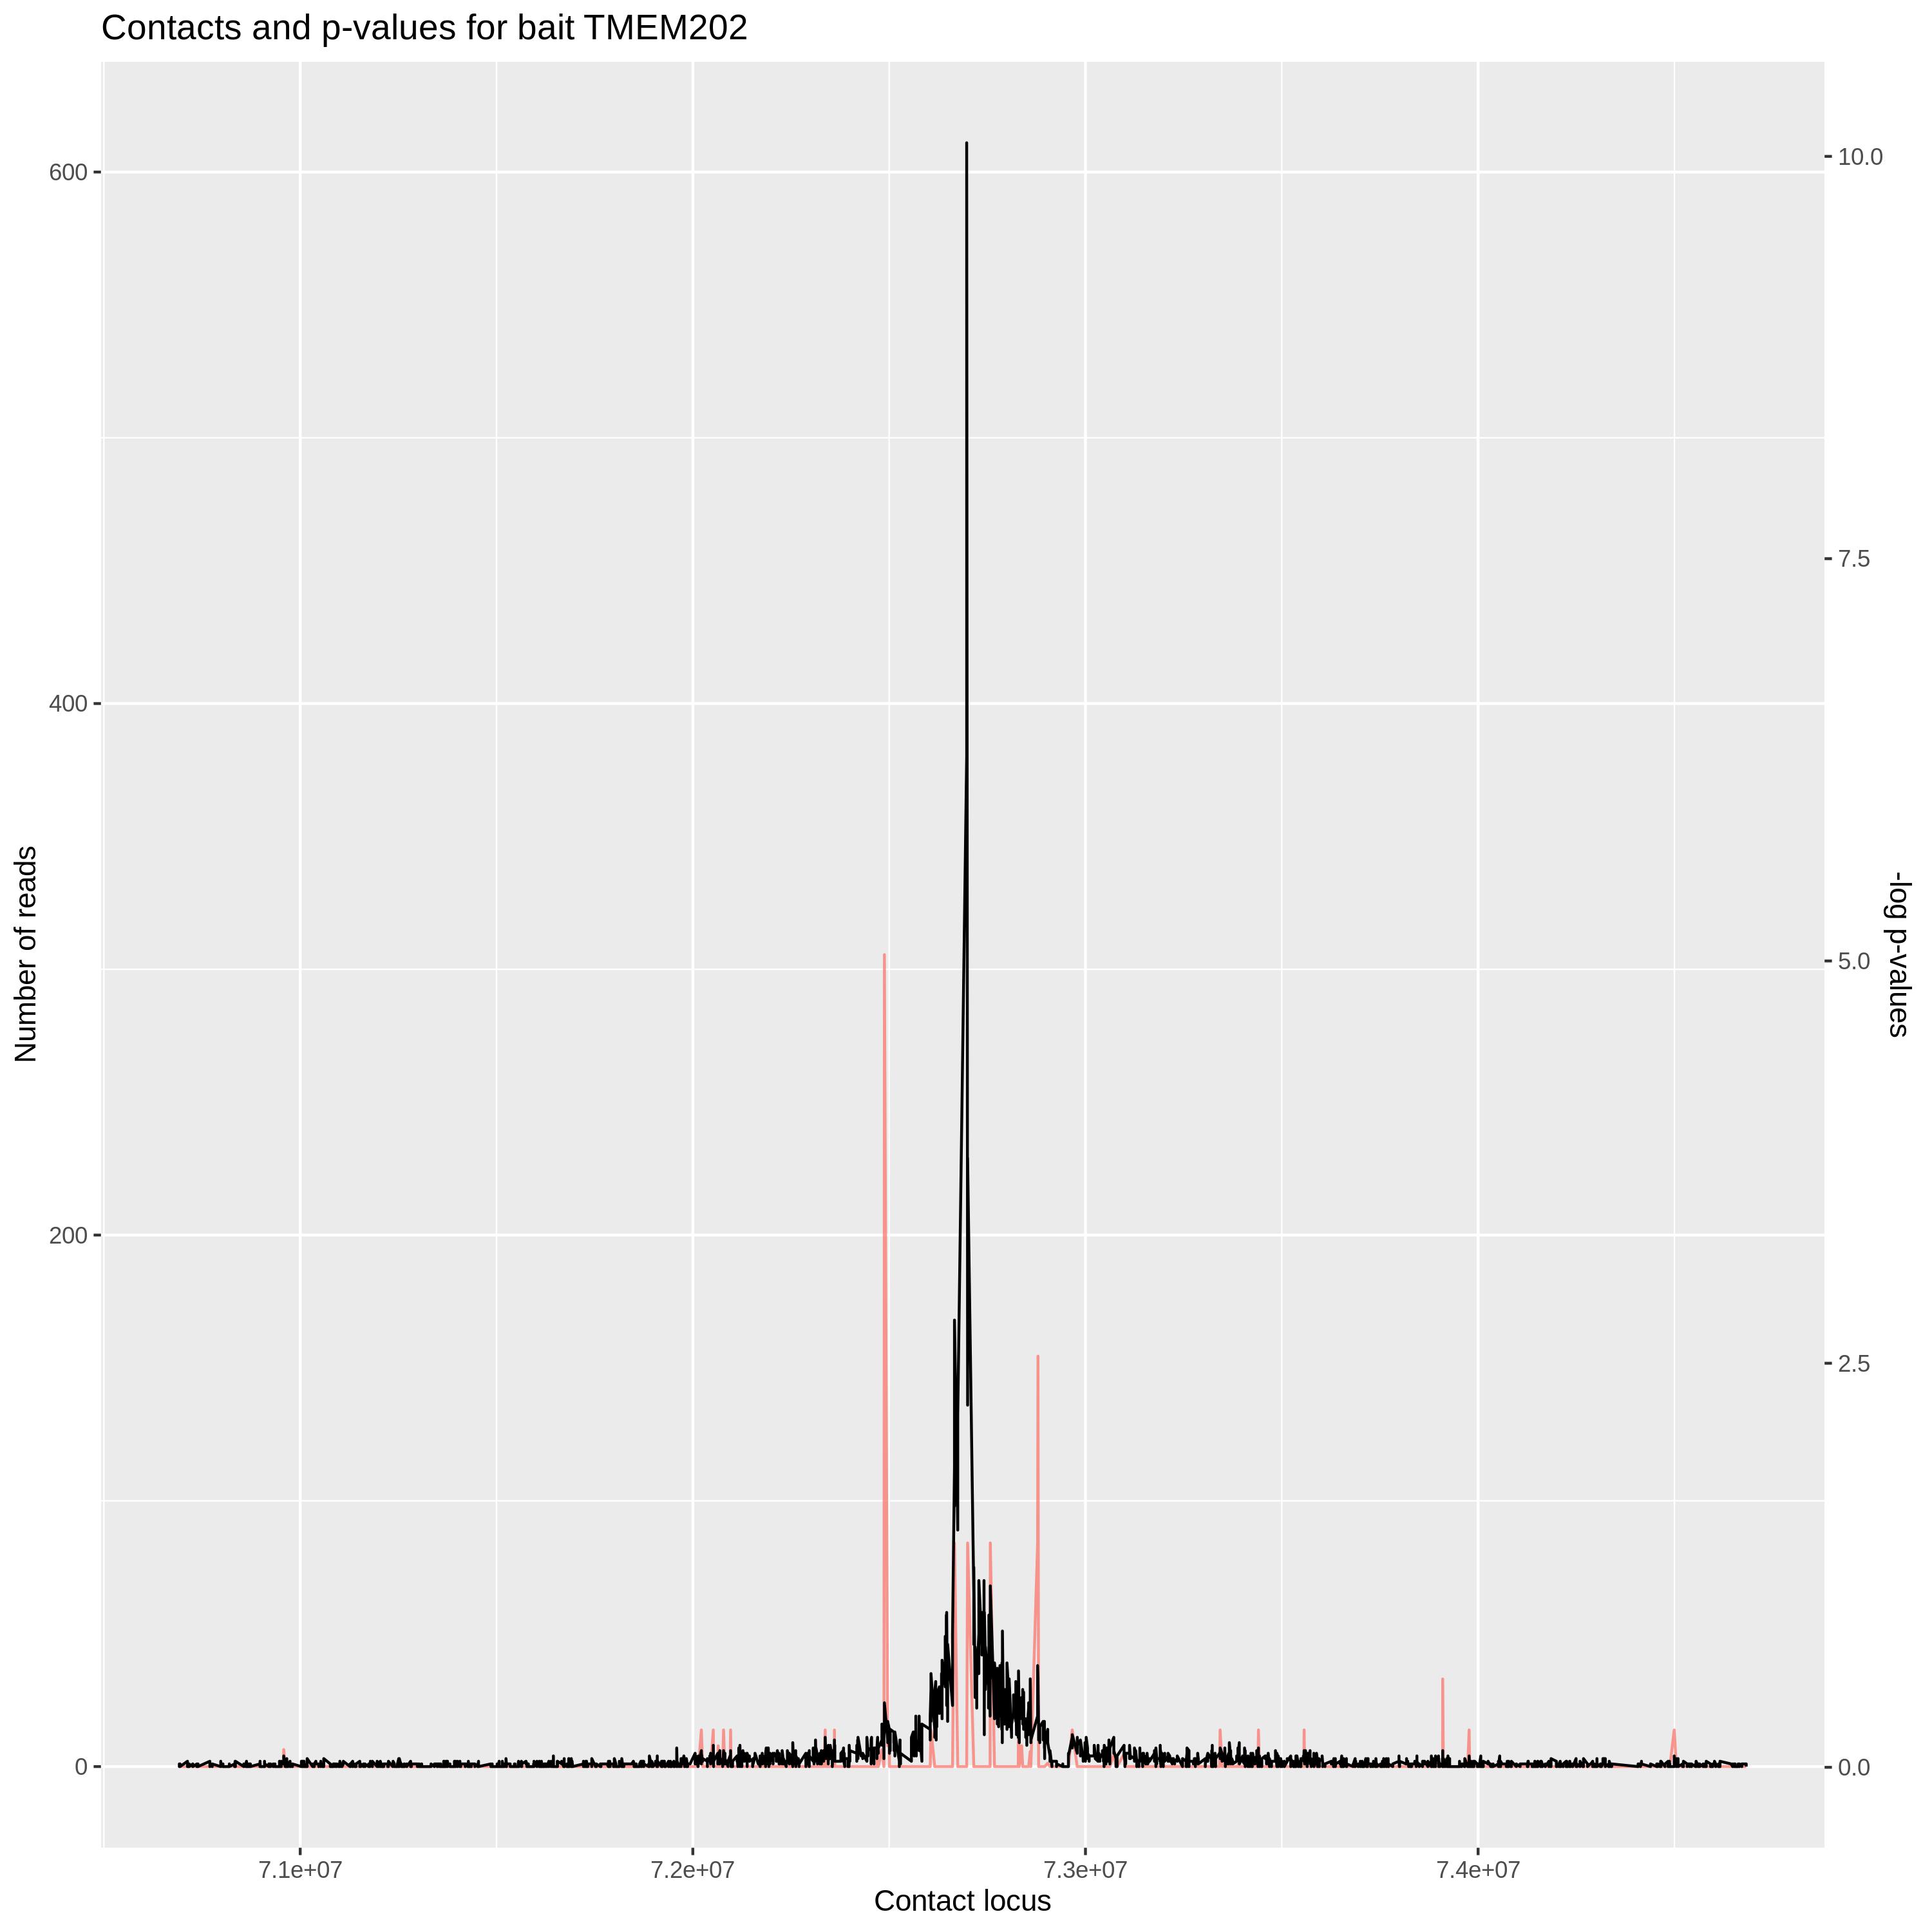 Contacts and p-values for bait TMEM202
600
400
200
0
10.0
7.5
5.0
2.5
0.0
Number of reads
-log p-values
7.1e+07
7.2e+07
7.3e+07
7.4e+07
Contact locus